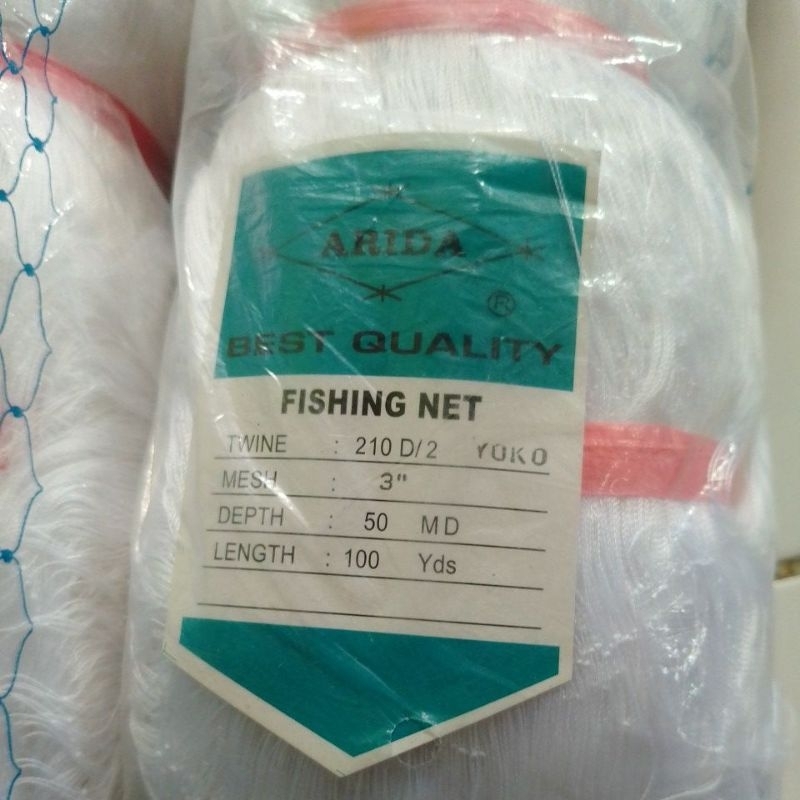 ARIDA
®
BEST QUALITY
FISHING NET
TWINE : 210 D/2 YOKO
MESH : 3"
DEPTH : 50 MD
LENGTH : 100 Yds